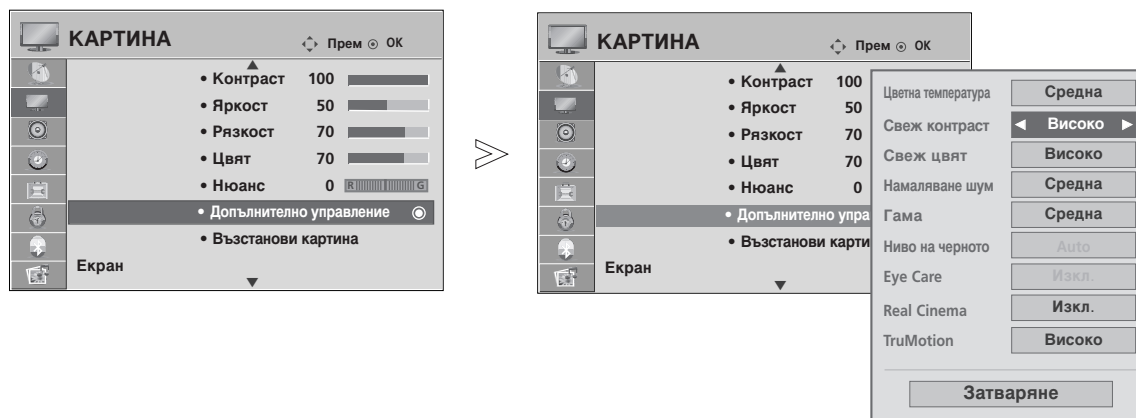 КАРТИНА
Прем OK
• Контраст 100
• Яркост 50
• Рязкост 70
• Цвят 70
• Нюанс 0 R G
• Допълнително управление
• Възстанови картина
Екран
КАРТИНА
Прем OK
• Контраст 100
• Яркост 50
• Рязкост 70
• Цвят 70
• Нюанс 0
• Допълнително упра
• Възстанови карти
Екран
Цветна температура Средна
Свеж контраст Високо
Свеж цвят Високо
Намаляване шум Средна
Гама Средна
Ниво на черното Auto
Eye Care Изкл.
Real Cinema Изкл.
TruMotion Високо
Затваряне